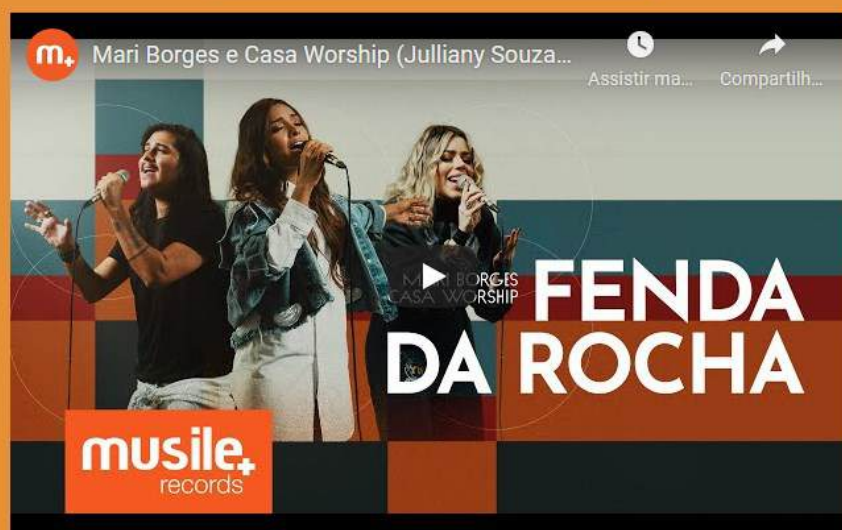 m+
Mari Borges e Casa Worship (Julliany Souza...
Assistir ma...
Compartilh...
MARI BORGES
CASA WORSHIP
FENDA
DA ROCHA
musile+
records